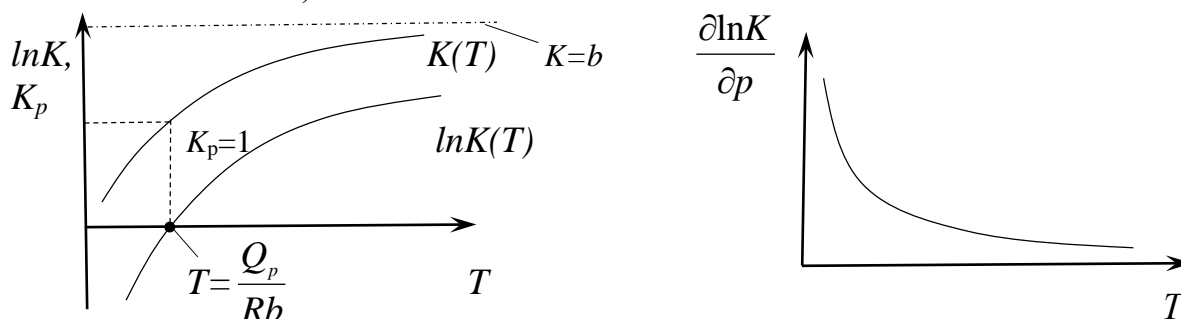 lnK,
K_p
K(T)
K=b
K_p=1
lnK(T)
T= Q_p
Rb
T
∂lnK
∂p
T